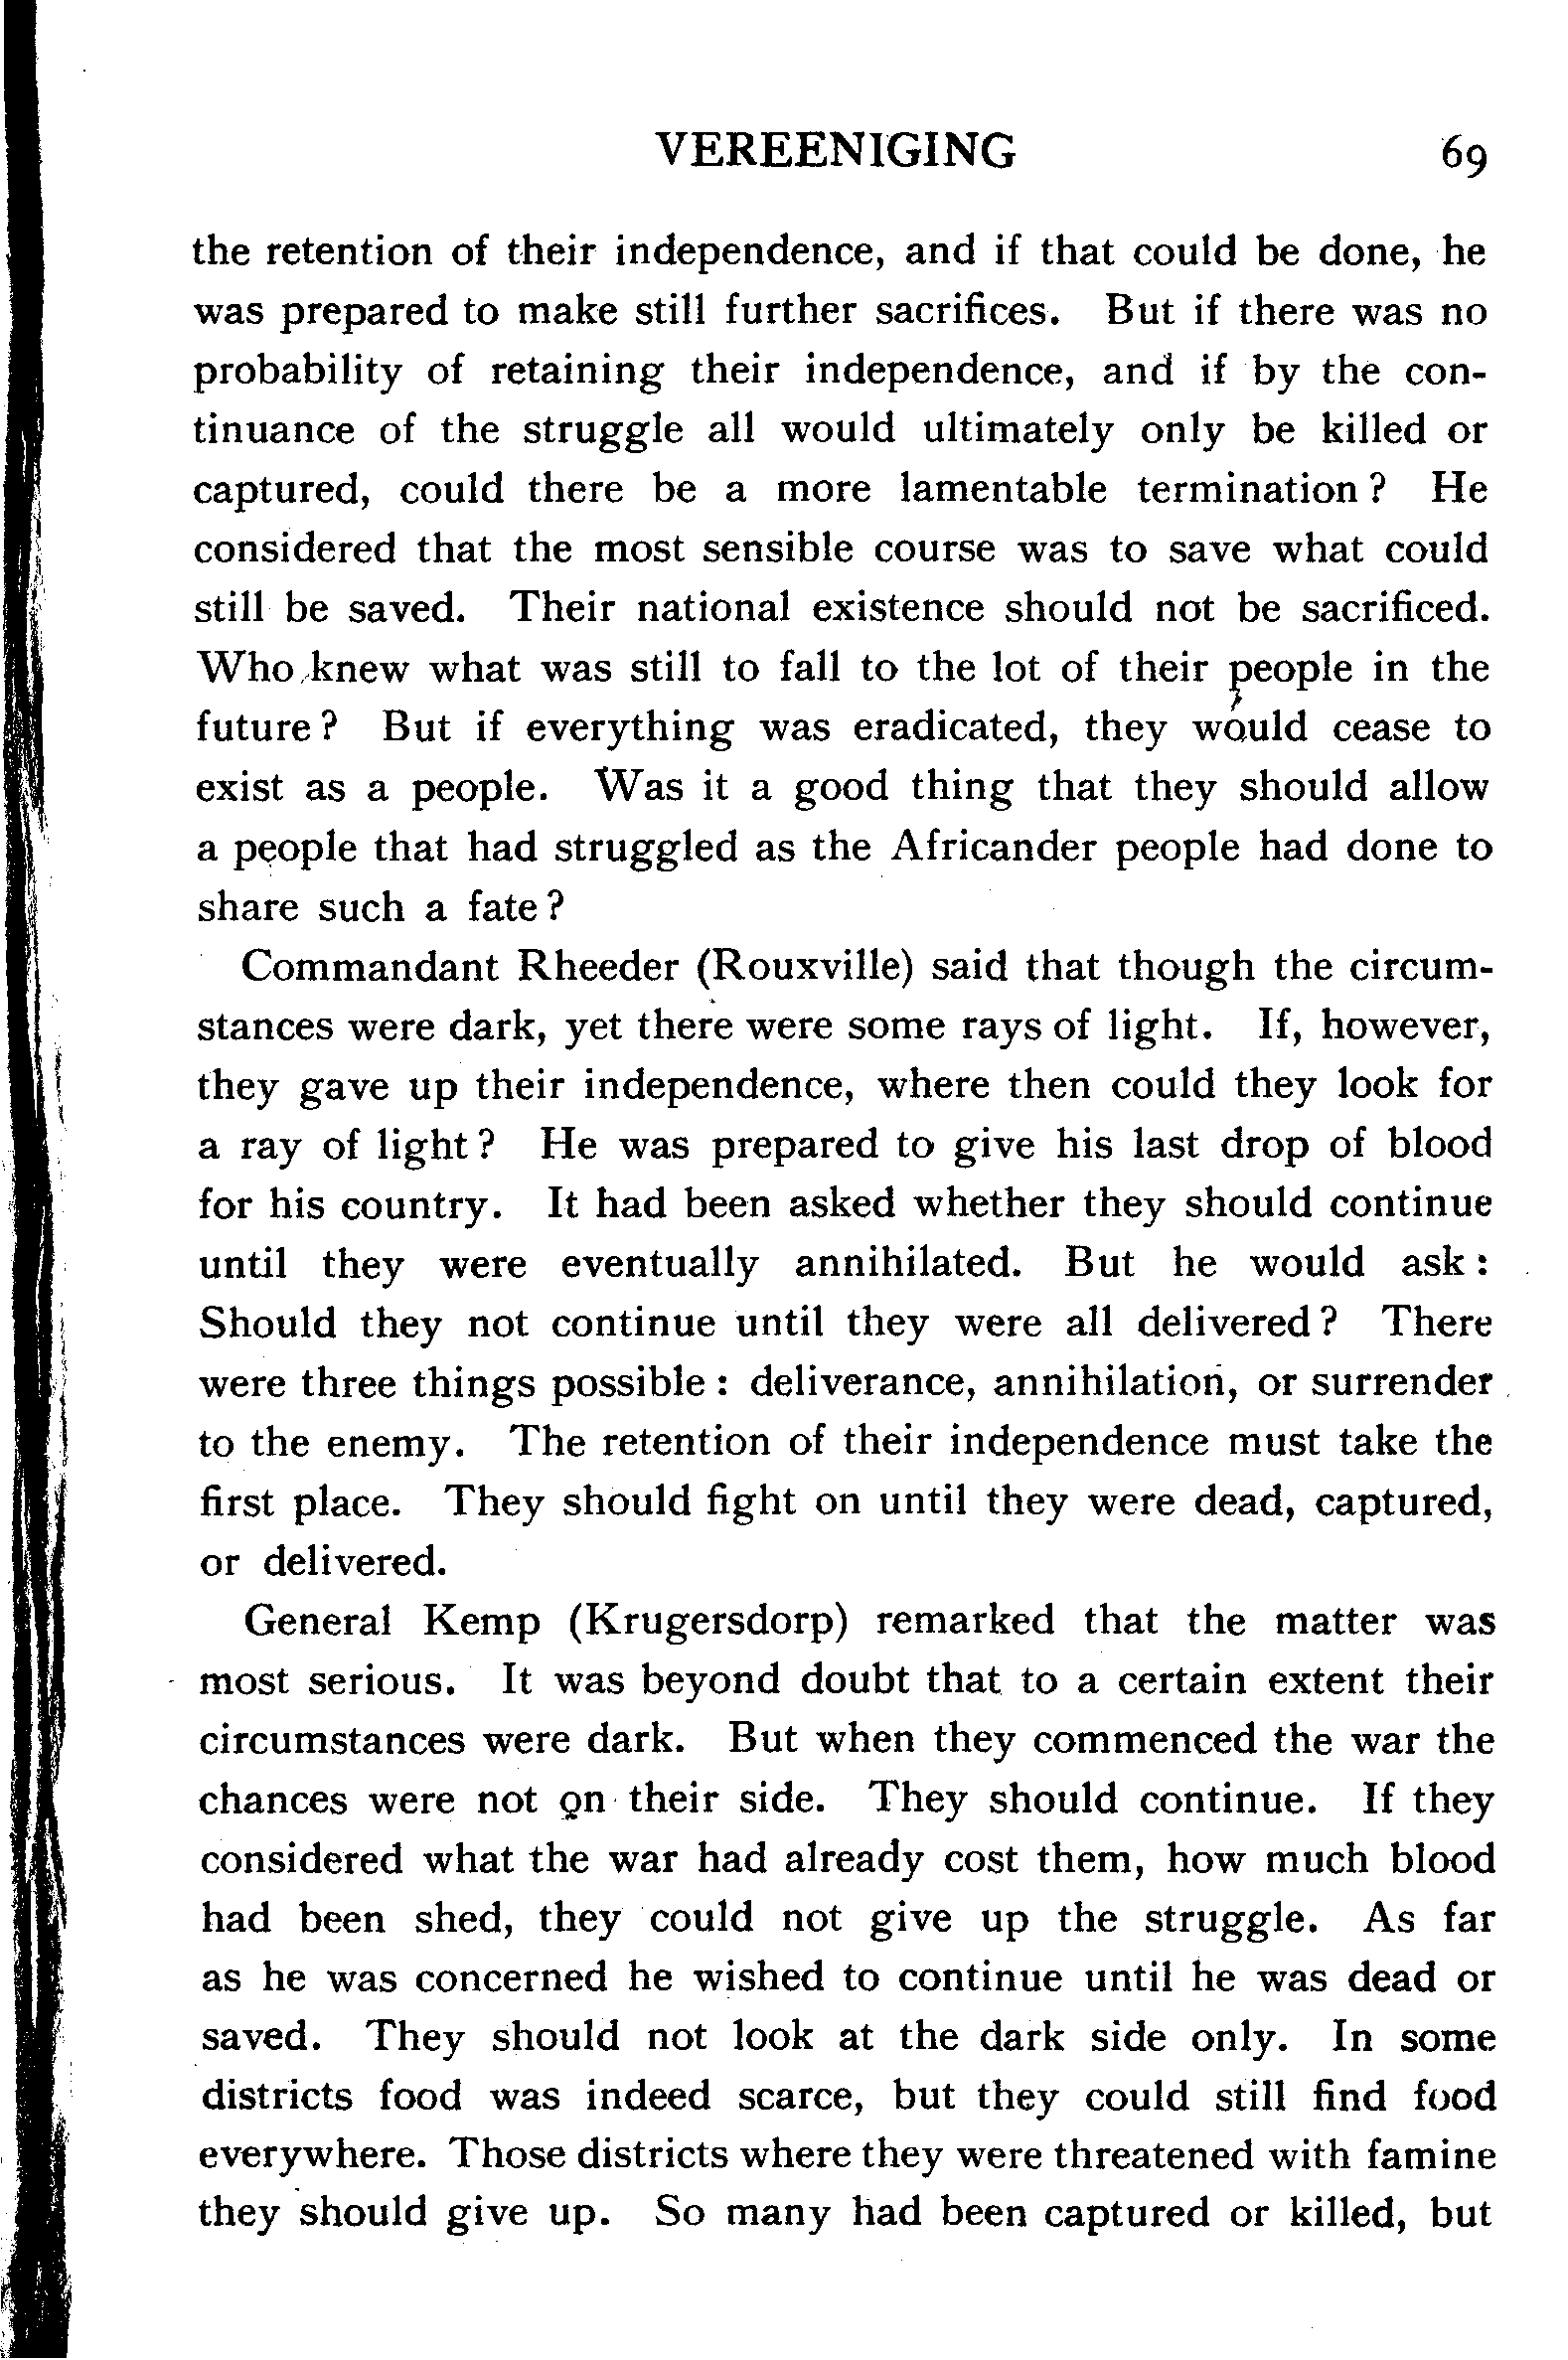 VEREENIGING 69
the retention of their independence, and if that could be done, he
was prepared to make still further sacrifices. But if there was no
probability of retaining their independence, and if by the con-
tinuance of the struggle all would ultimately only be killed or
captured, could there be a more lamentable termination ? He
considered that the most sensible course was to save what could
still be saved. Their national existence should not be sacrificed.
Who knew what was still to fall to the lot of their people in the
future ? But if everything was eradicated, they would cease to
exist as a people. Was it a good thing that they should allow
a people that had struggled as the Africander people had done to
share such a fate ?
Commandant Rheeder (Rouxville) said that though the circum-
stances were dark, yet there were some rays of light. If, however,
they gave up their independence, where then could they look for
a ray of light ? He was prepared to give his last drop of blood
for his country. It had been asked whether they should continue
until they were eventually annihilated. But he would ask :
Should they not continue until they were all delivered ? There
were three things possible : deliverance, annihilation, or surrender
to the enemy. The retention of their independence must take the
first place. They should fight on until they were dead, captured,
or delivered.
General Kemp (Krugersdorp) remarked that the matter was
most serious. It was beyond doubt that to a certain extent their
circumstances were dark. But when they commenced the war the
chances were not on their side. They should continue. If they
considered what the war had already cost them, how much blood
had been shed, they could not give up the struggle. As far
as he was concerned he wished to continue until he was dead or
saved. They should not look at the dark side only. In some
districts food was indeed scarce, but they could still find food
everywhere. Those districts where they were threatened with famine
they should give up. So many had been captured or killed, but